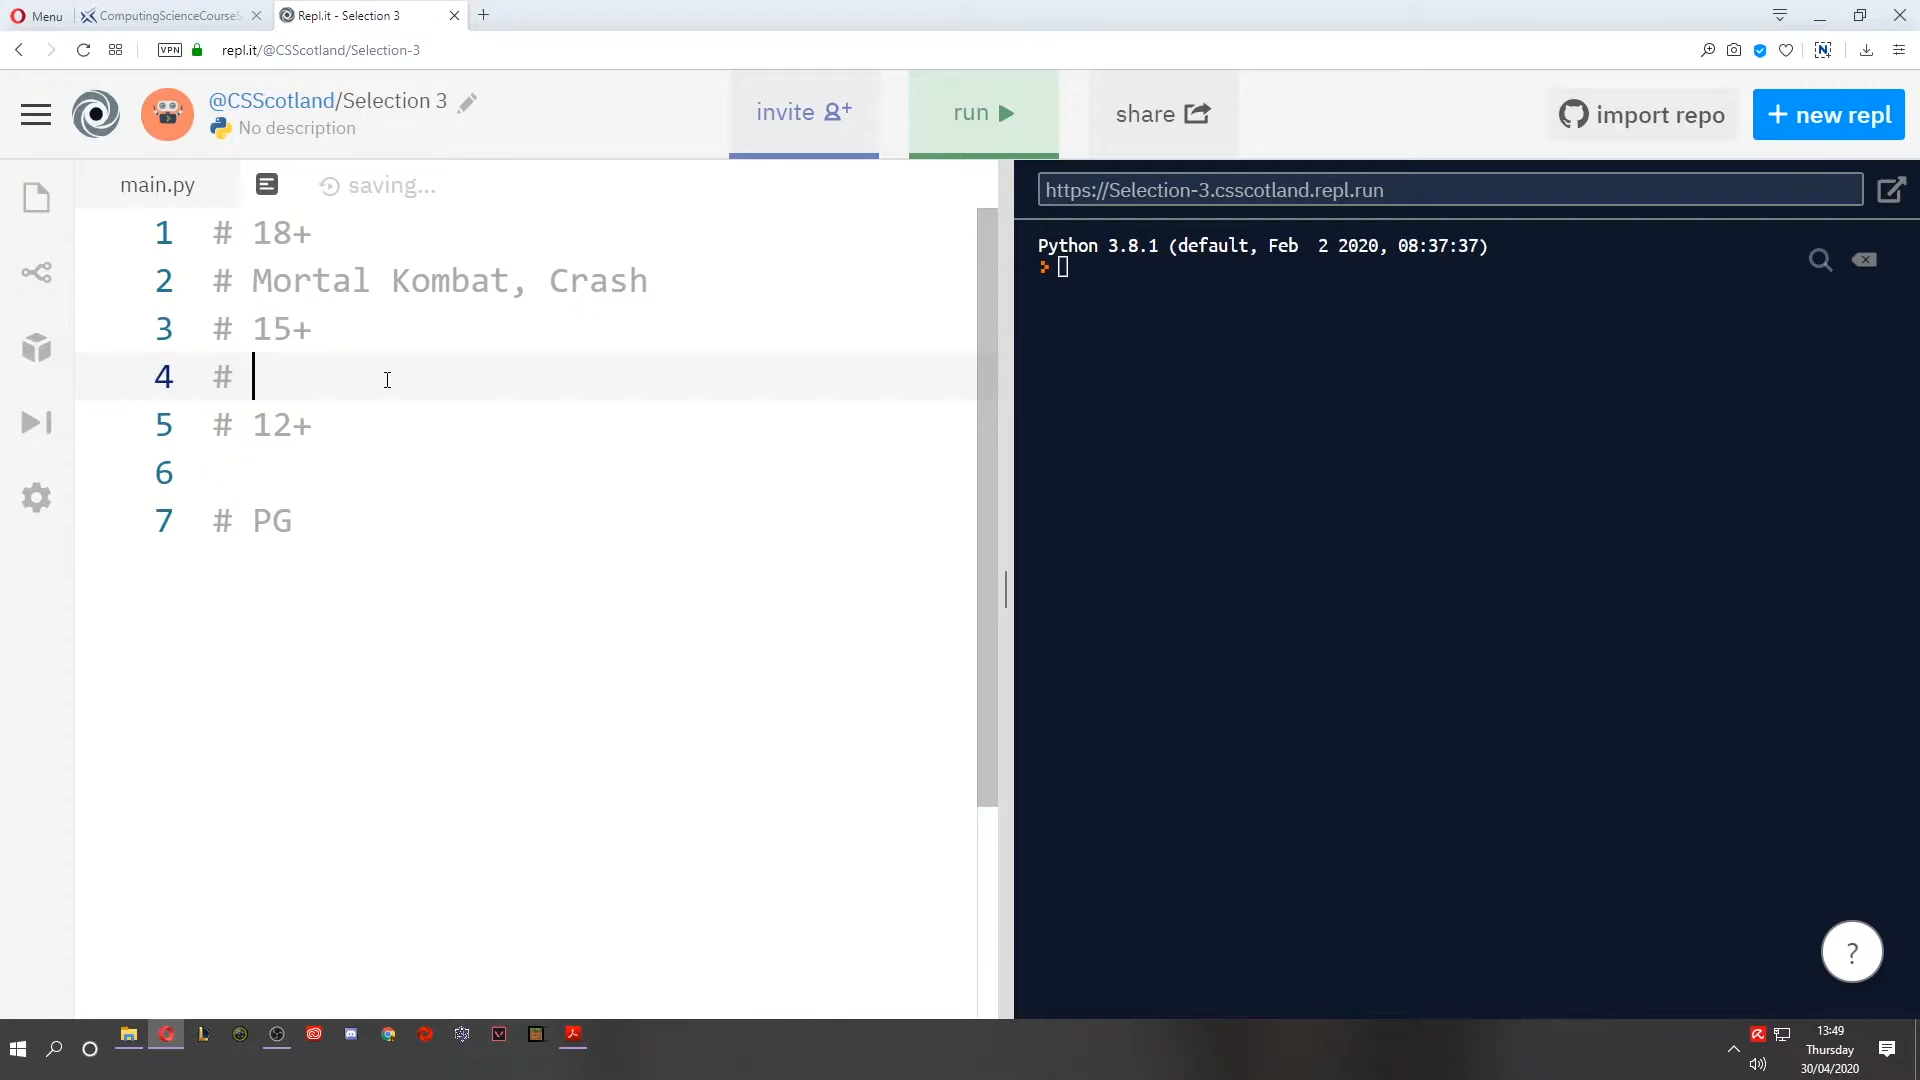 Menu
ComputingScienceCourseS
Repl.it - Selection 3
VPN
repl.it/@CSScotland/Selection-3
@CSScotland/Selection 3
No description
invite
run
share
import repo
+ new repl
main.py
saving...
https://Selection-3.csscotland.repl.run
1 # 18+
2 # Mortal Kombat, Crash
3 # 15+
4 #
5 # 12+
6
7 # PG
Python 3.8.1 (default, Feb  2 2020, 08:37:37)
>
?
13:49
Thursday
30/04/2020